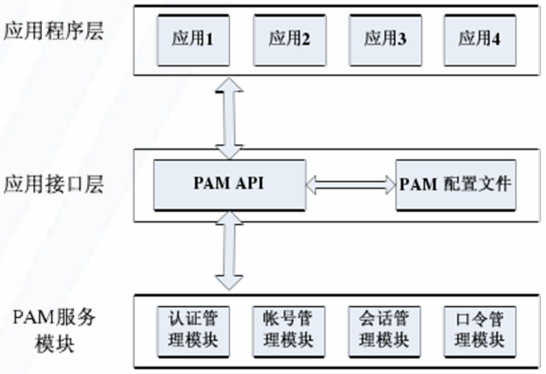 应用程序层
应用1 应用2 应用3 应用4
应用接口层
PAM API PAM 配置文件
PAM服务
模块
认证管 帐号管 会话管 口令管
理模块 理模块 理模块 理模块